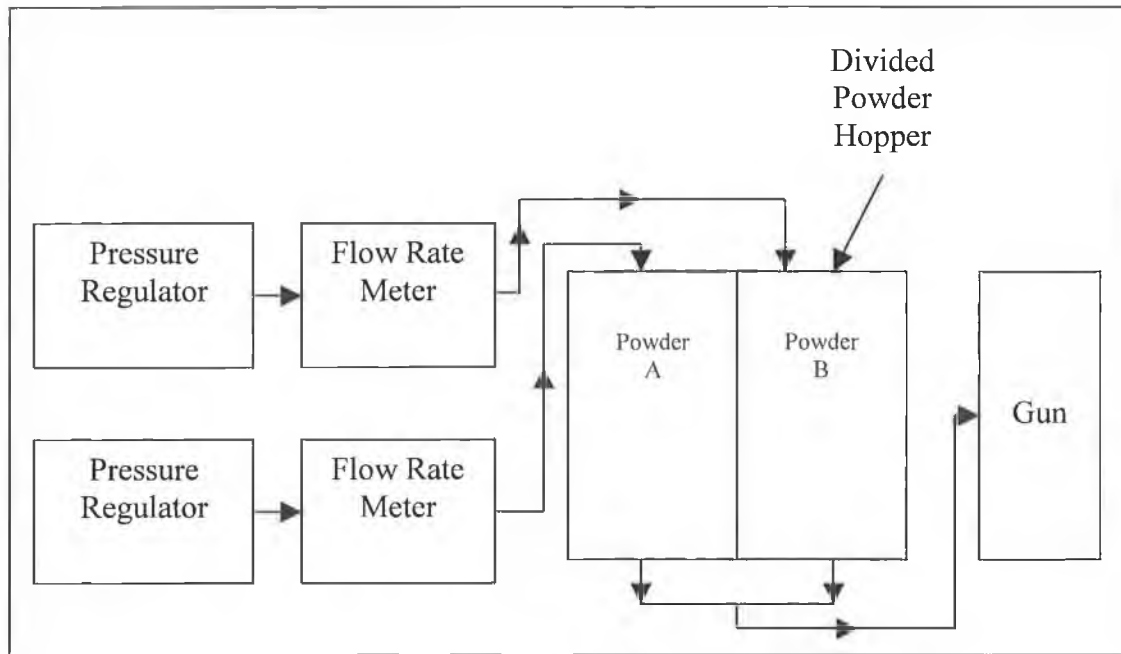 Divided
Powder
Hopper
Pressure
Regulator
Flow Rate
Meter
Powder
A
Powder
B
Gun
Pressure
Regulator
Flow Rate
Meter